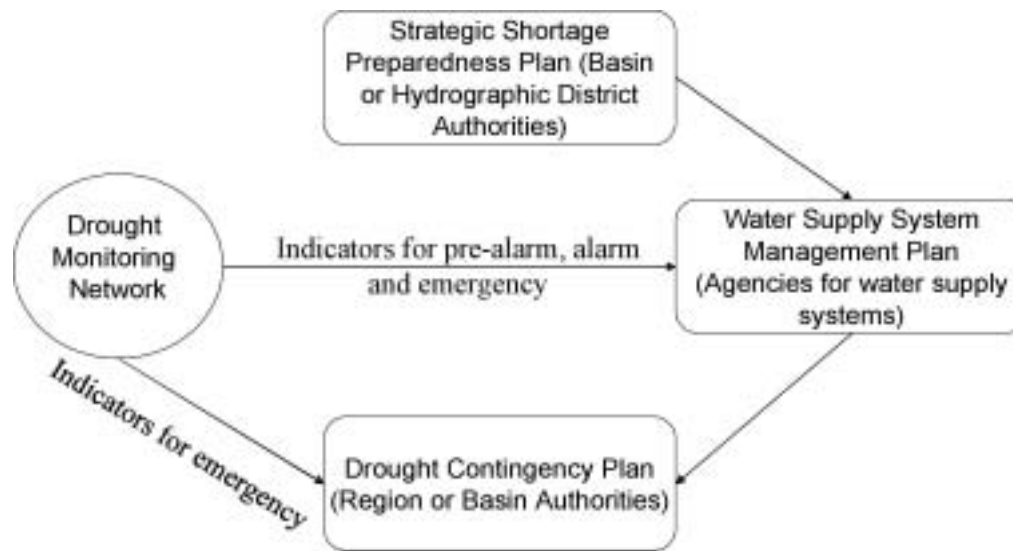 Strategic Shortage
Preparedness Plan (Basin
or Hydrographic District
Authorities)
Drought
Monitoring
Network
Indicators for pre-alarm, alarm
and emergency
Water Supply System
Management Plan
(Agencies for water supply
systems)
Indicators for emergency
Drought Contingency Plan
(Region or Basin Authorities)